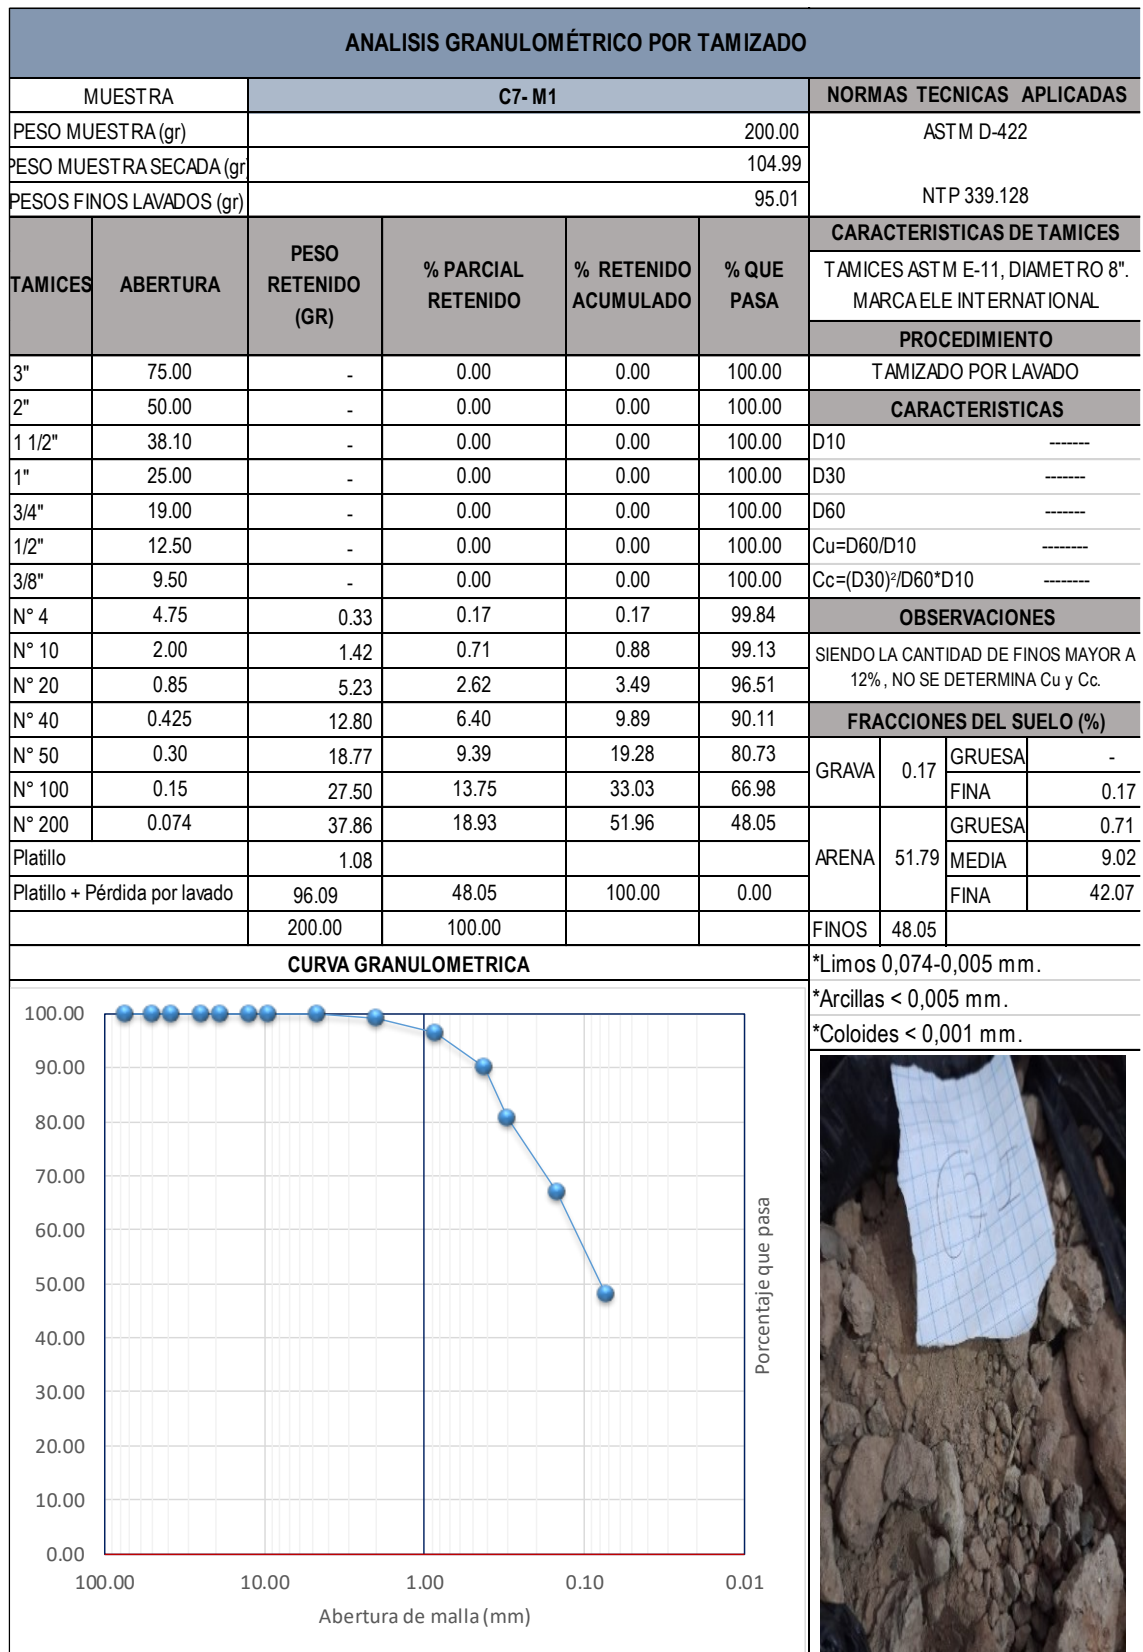 ANALISIS GRANULOMÉTRICO POR TAMIZADO
MUESTRA C7- M1 NORMAS TECNICAS APLICADAS
PESO MUESTRA (gr) 200.00 ASTM D-422
PESO MUESTRA SECADA (gr) 104.99
PESOS FINOS LAVADOS (gr) 95.01 NTP 339.128
TAMICES ABERTURA PESO RETENIDO (GR) % PARCIAL RETENIDO % RETENIDO ACUMULADO % QUE PASA
CARACTERISTICAS DE TAMICES
TAMICES ASTM E-11, DIAMETRO 8".
MARCA ELE INTERNATIONAL
PROCEDIMIENTO
3" 75.00 - 0.00 0.00 100.00 TAMIZADO POR LAVADO
2" 50.00 - 0.00 0.00 100.00 CARACTERISTICAS
1 1/2" 38.10 - 0.00 0.00 100.00 D10 -------
1" 25.00 - 0.00 0.00 100.00 D30 -------
3/4" 19.00 - 0.00 0.00 100.00 D60 -------
1/2" 12.50 - 0.00 0.00 100.00 Cu=D60/D10 --------
3/8" 9.50 - 0.00 0.00 100.00 Cc=(D30)²/D60*D10 --------
N° 4 4.75 0.33 0.17 0.17 99.84 OBSERVACIONES
N° 10 2.00 1.42 0.71 0.88 99.13 SIENDO LA CANTIDAD DE FINOS MAYOR A
N° 20 0.85 5.23 2.62 3.49 96.51 12%, NO SE DETERMINA Cu y Cc.
N° 40 0.425 12.80 6.40 9.89 90.11 FRACCIONES DEL SUELO (%)
N° 50 0.30 18.77 9.39 19.28 80.73 GRAVA 0.17 GRUESA -
N° 100 0.15 27.50 13.75 33.03 66.98 FINA 0.17
N° 200 0.074 37.86 18.93 51.96 48.05 GRUESA 0.71
Platillo 1.08 ARENA 51.79 MEDIA 9.02
Platillo + Pérdida por lavado 96.09 48.05 100.00 0.00 FINA 42.07
200.00 100.00 FINOS 48.05
CURVA GRANULOMETRICA *Limos 0,074-0,005 mm.
*Arcillas < 0,005 mm.
*Coloides < 0,001 mm.
100.00
90.00
80.00
70.00
60.00
50.00
40.00
30.00
20.00
10.00
0.00
Porcentaje que pasa
100.00 10.00 1.00 0.10 0.01
Abertura de malla (mm)